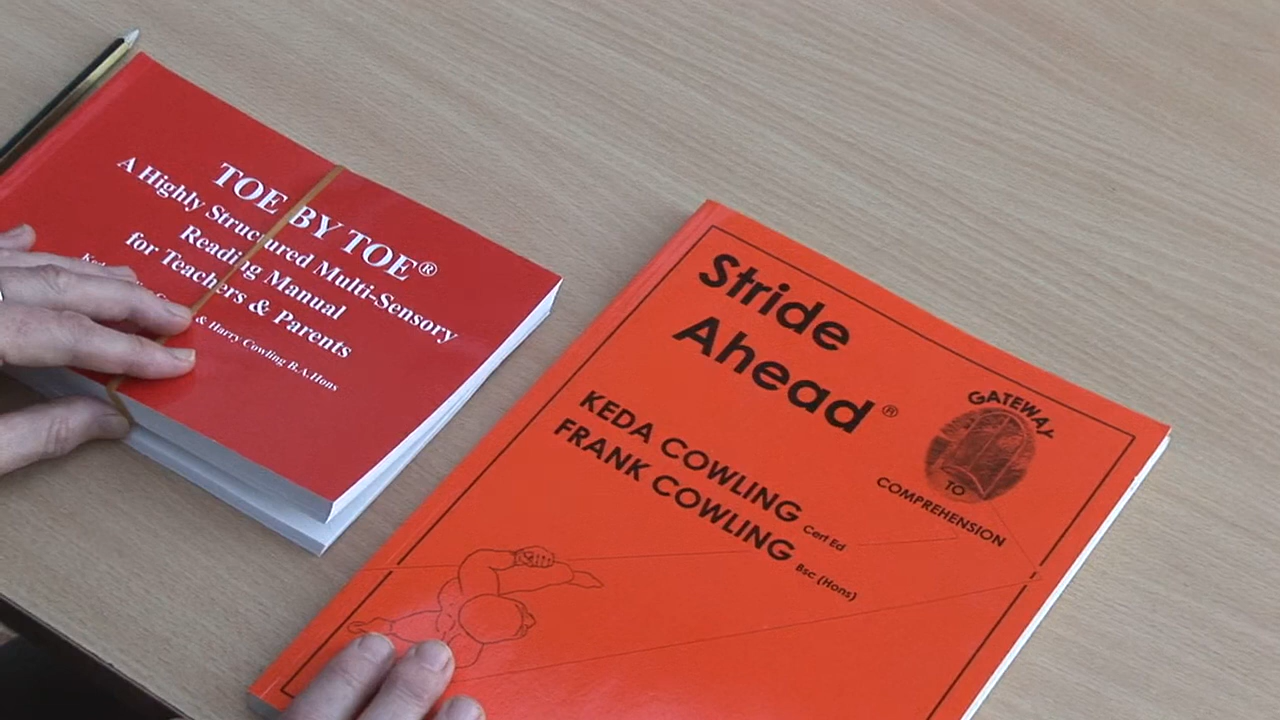 TOE BY TOE®
A Highly Structured Multi-Sensory
Reading Manual
for Teachers & Parents
& Harry Cowling B.A.Hons
Stride
Ahead®
KEDA COWLING Cert Ed
FRANK COWLING Bsc (Hons)
GATEWAY
TO
COMPREHENSION